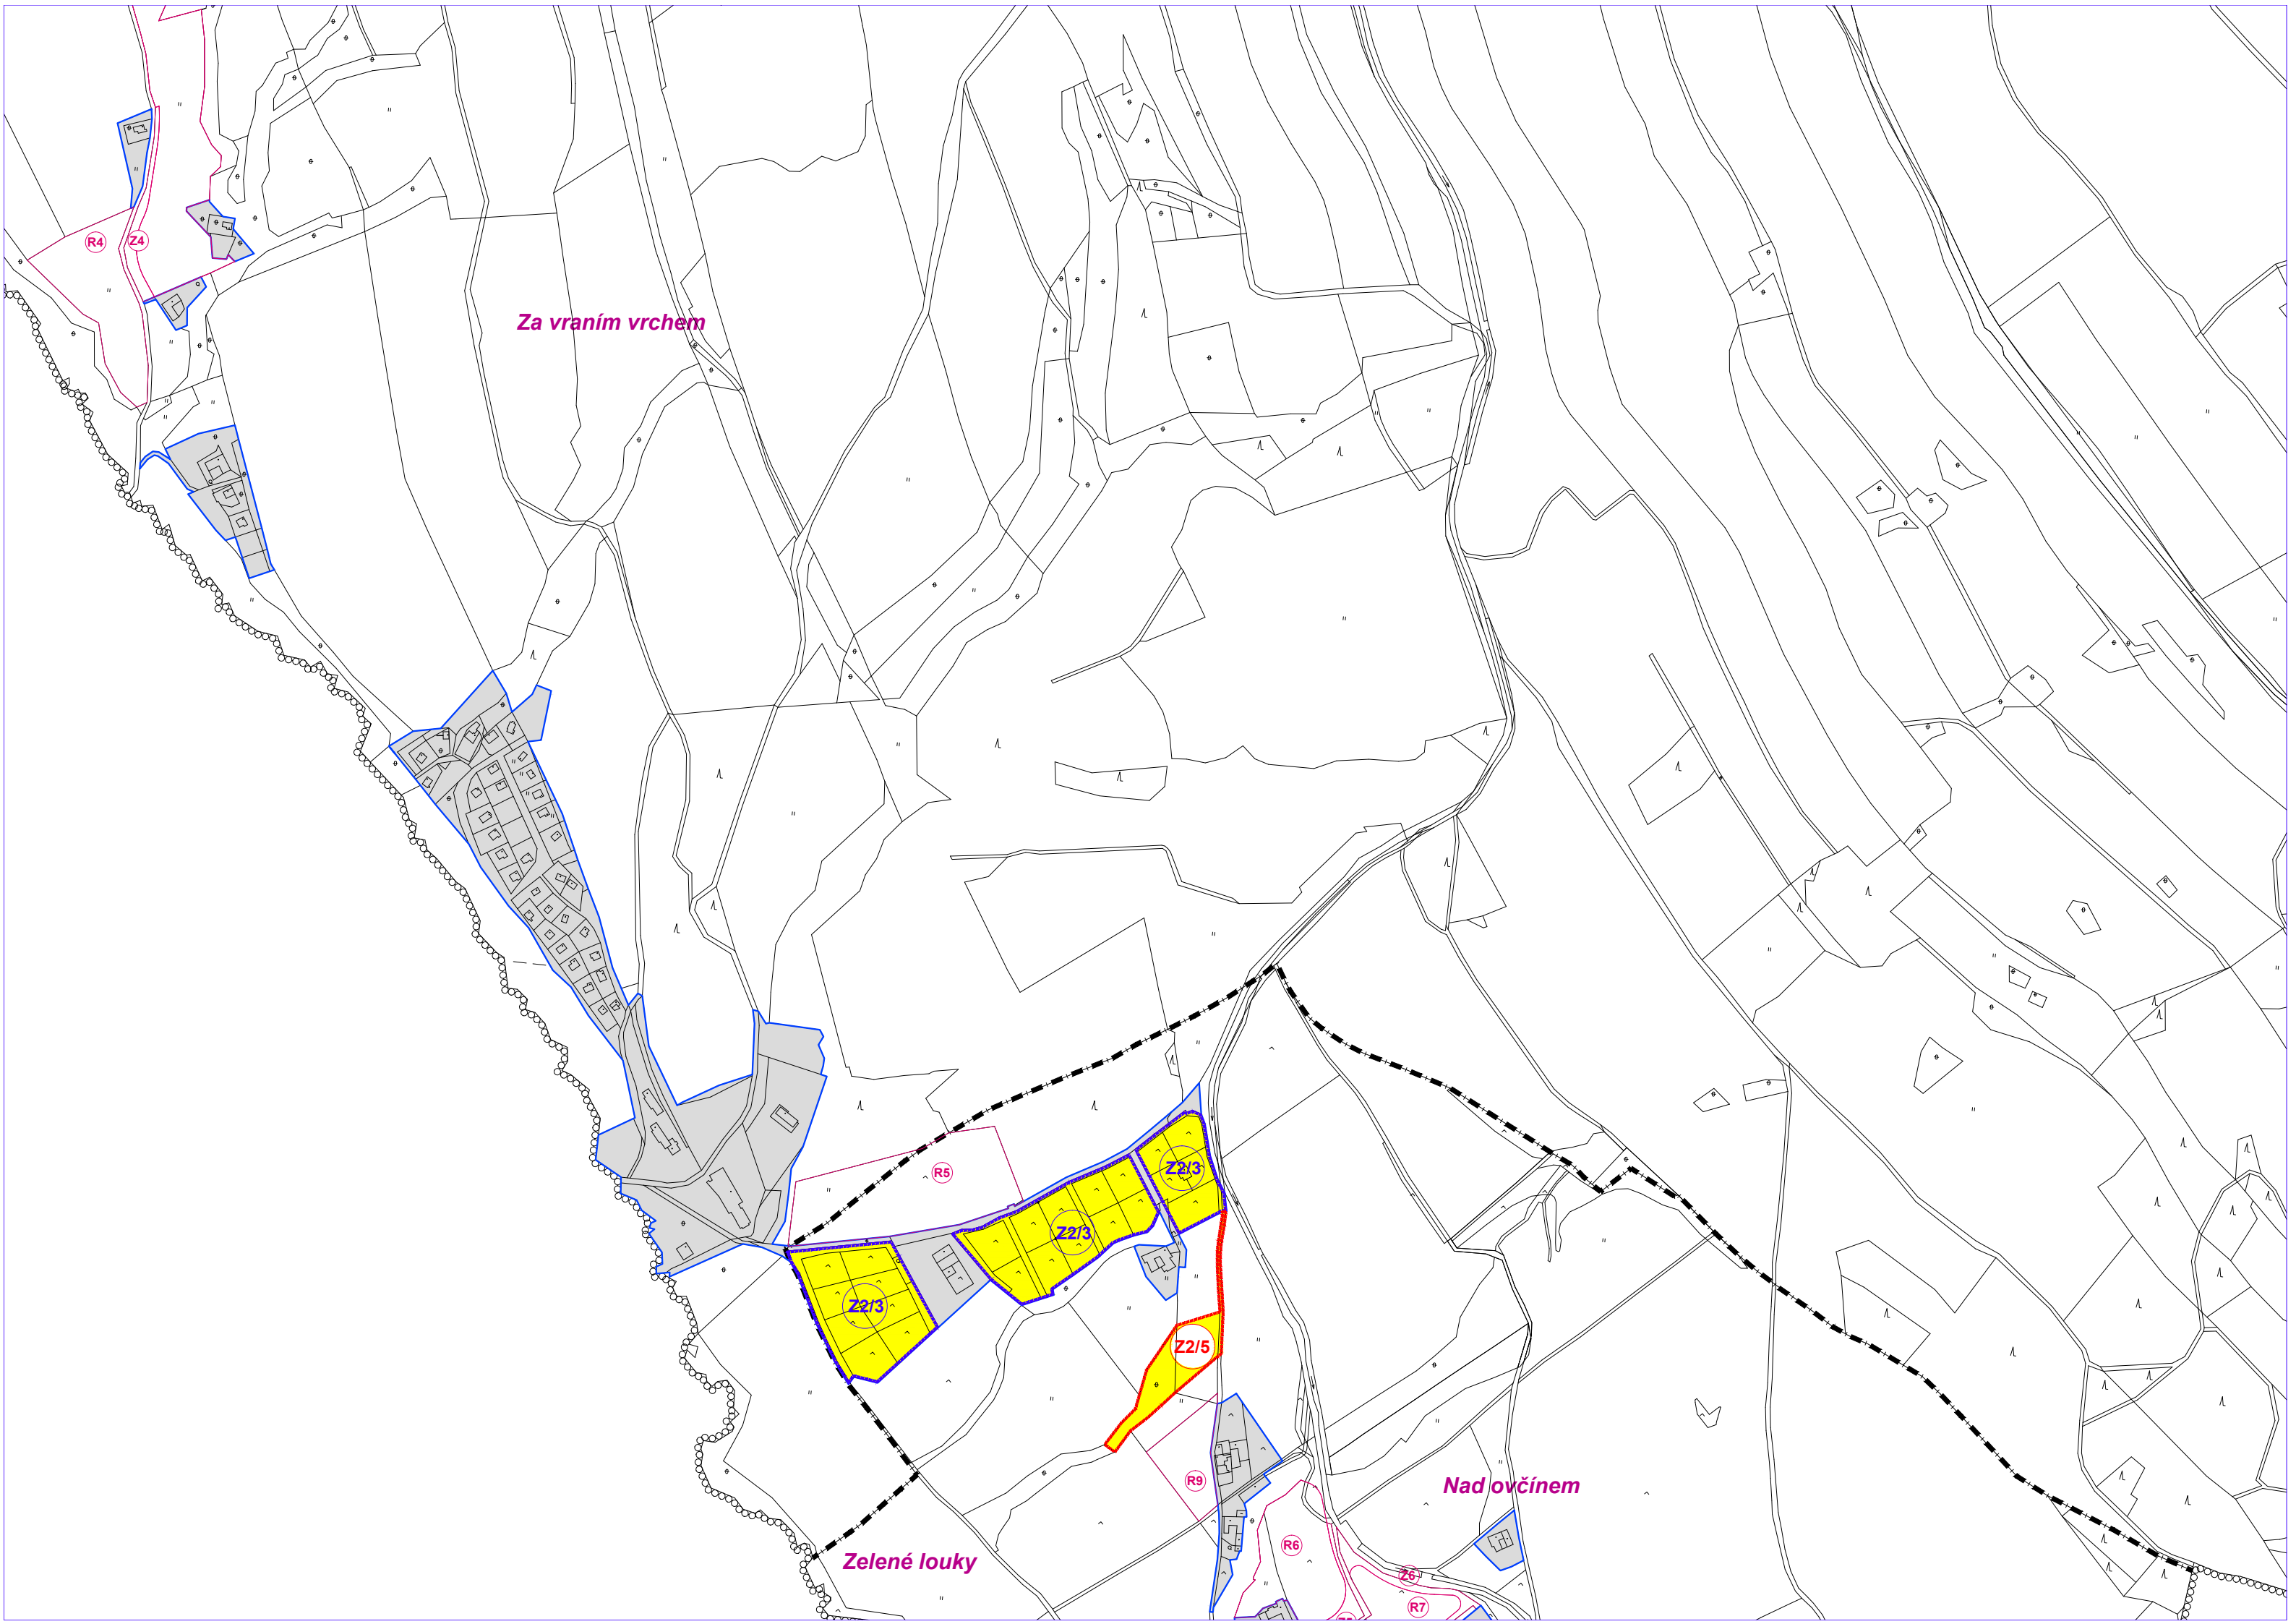 R4
Z4
Za vraním vrchem
R5
Z2/3
Z2/3
Z2/3
Z2/5
R9
Nad ovčínem
R6
Zelené louky
Z6
R7